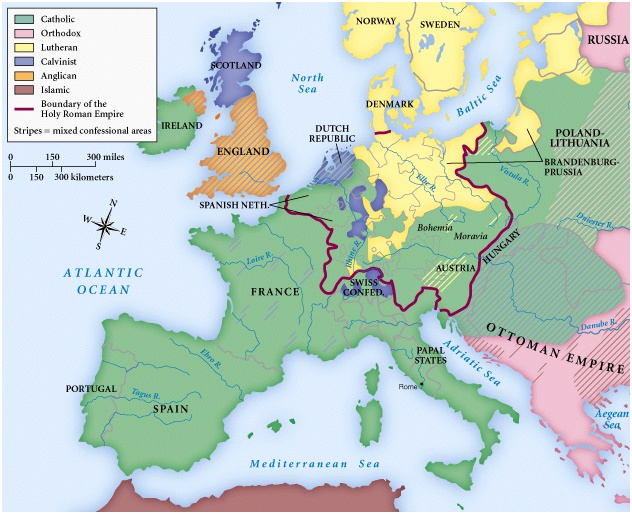 Catholic
Orthodox
Lutheran
Calvinist
Anglican
Islamic
Boundary of the
Holy Roman Empire
Stripes = mixed confessional areas
0 150 300 miles
0 150 300 kilometers
N
W
E
S
NORWAY
SWEDEN
RUSSIA
SCOTLAND
North
Sea
Baltic Sea
DENMARK
IRELAND
DUTCH
REPUBLIC
ENGLAND
POLAND-
LITHUANIA
BRANDENBURG-
PRUSSIA
Elbe R.
Vistula R.
SPANISH NETH.
Dniester R.
Bohemia
Moravia
HUNGARY
Rhine R.
Loire R.
AUSTRIA
ATLANTIC
OCEAN
FRANCE
SWISS
CONFED.
Danube R.
OTTOMAN EMPIRE
PAPAL
STATES
Adriatic Sea
Ebro R.
Rome
PORTUGAL
Tagus R.
SPAIN
Aegean
Sea
Mediterranean Sea